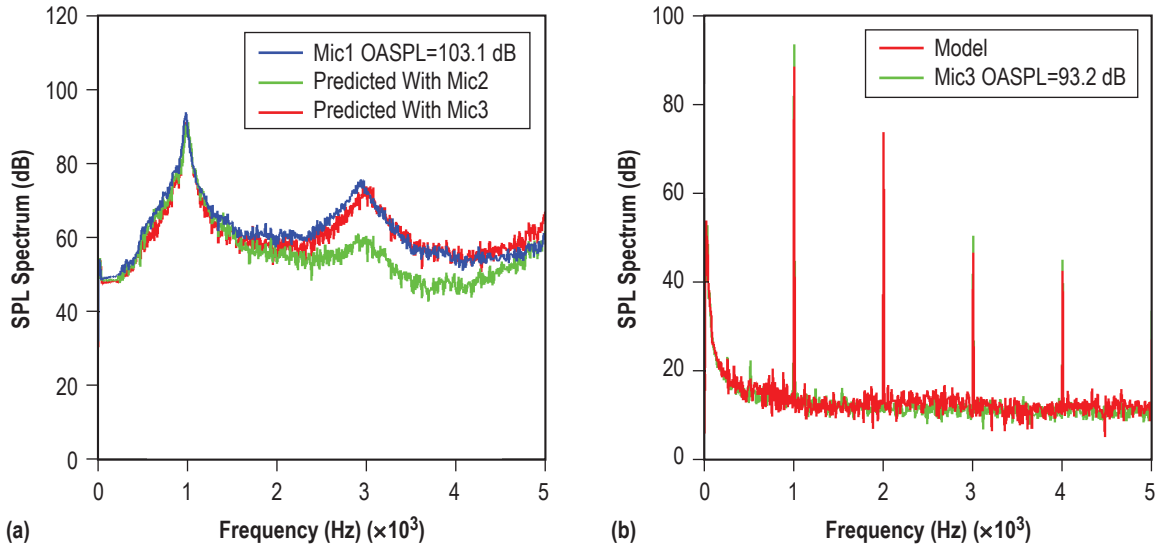 120
100
80
60
40
20
0
SPL Spectrum (dB)
Mic1 OASPL=103.1 dB
Predicted With Mic2
Predicted With Mic3
0 1 2 3 4 5
Frequency (Hz) (×10³)
(a)
100
80
60
40
20
0
SPL Spectrum (dB)
Model
Mic3 OASPL=93.2 dB
0 1 2 3 4 5
Frequency (Hz) (×10³)
(b)